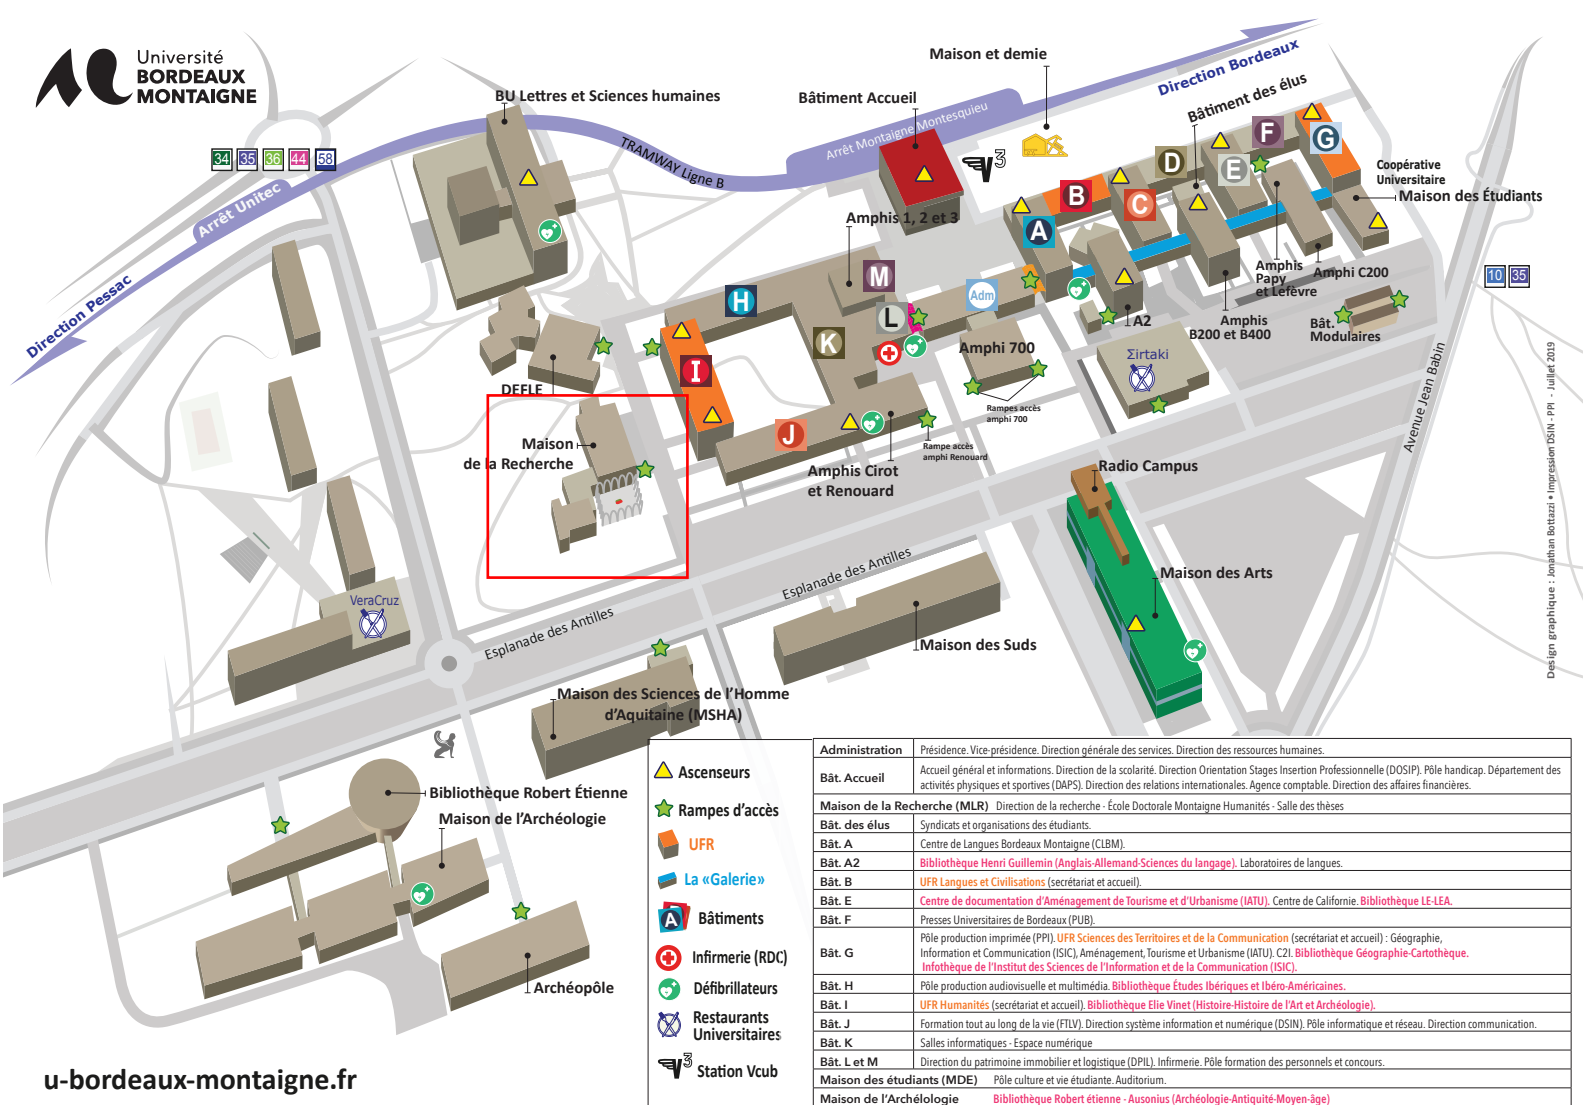 Université
BORDEAUX
MONTAIGNE
34 35 36 44 58
Arrêt Unitec
Direction Pessac
BU Lettres et Sciences humaines
TRAMWAY Ligne B
Arrêt Montaigne Montesquieu
Direction Bordeaux
Maison et demie
Bâtiment Accueil
V3
Bâtiment des élus
Amphis 1, 2 et 3
A
B
C
D
E
F
G
Coopérative
Universitaire
Maison des Étudiants
10 35
Amphis
Papy
et Lefèvre
Amphi C200
Amphis
B200 et B400
A2
Bât.
Modulaires
H
M
L
K
I
J
Adm
Amphi 700
Rampes accès
amphi 700
Rampe accès
amphi Renouard
Σirtaki
DEFLE
Maison
de la Recherche
Amphis Cirot
et Renouard
Radio Campus
Maison des Arts
Avenue Jean Babin
Esplanade des Antilles
Esplanade des Antilles
VeraCruz
Maison des Suds
Maison des Sciences de l'Homme
d'Aquitaine (MSHA)
Bibliothèque Robert Étienne
Maison de l'Archéologie
Archéopôle
u-bordeaux-montaigne.fr
Design graphique : Jonathan Bottazzi • Impression DSIN - PPI - Juillet 2019
Ascenseurs
Rampes d'accès
UFR
La «Galerie»
A Bâtiments
Infirmerie (RDC)
Défibrillateurs
Restaurants
Universitaires
V3 Station Vcub
Administration Présidence. Vice-présidence. Direction générale des services. Direction des ressources humaines.
Bât. Accueil Accueil général et informations. Direction de la scolarité. Direction Orientation Stages Insertion Professionnelle (DOSIP). Pôle handicap. Département des
activités physiques et sportives (DAPS). Direction des relations internationales. Agence comptable. Direction des affaires financières.
Maison de la Recherche (MLR) Direction de la recherche - École Doctorale Montaigne Humanités - Salle des thèses
Bât. des élus Syndicats et organisations des étudiants.
Bât. A Centre de Langues Bordeaux Montaigne (CLBM).
Bât. A2 Bibliothèque Henri Guillemin (Anglais-Allemand-Sciences du langage). Laboratoires de langues.
Bât. B UFR Langues et Civilisations (secrétariat et accueil).
Bât. E Centre de documentation d'Aménagement de Tourisme et d'Urbanisme (IATU). Centre de Californie. Bibliothèque LE-LEA.
Bât. F Presses Universitaires de Bordeaux (PUB).
Bât. G Pôle production imprimée (PPI). UFR Sciences des Territoires et de la Communication (secrétariat et accueil) : Géographie,
Information et Communication (ISIC), Aménagement, Tourisme et Urbanisme (IATU). C2I. Bibliothèque Géographie-Cartothèque.
Infothèque de l'Institut des Sciences de l'Information et de la Communication (ISIC).
Bât. H Pôle production audiovisuelle et multimédia. Bibliothèque Études Ibériques et Ibéro-Américaines.
Bât. I UFR Humanités (secrétariat et accueil). Bibliothèque Elie Vinet (Histoire-Histoire de l'Art et Archéologie).
Bât. J Formation tout au long de la vie (FTLV). Direction système information et numérique (DSIN). Pôle informatique et réseau. Direction communication.
Bât. K Salles informatiques - Espace numérique
Bât. L et M Direction du patrimoine immobilier et logistique (DPIL). Infirmerie. Pôle formation des personnels et concours.
Maison des étudiants (MDE) Pôle culture et vie étudiante. Auditorium.
Maison de l'Archélologie Bibliothèque Robert étienne - Ausonius (Archéologie-Antiquité-Moyen-âge)